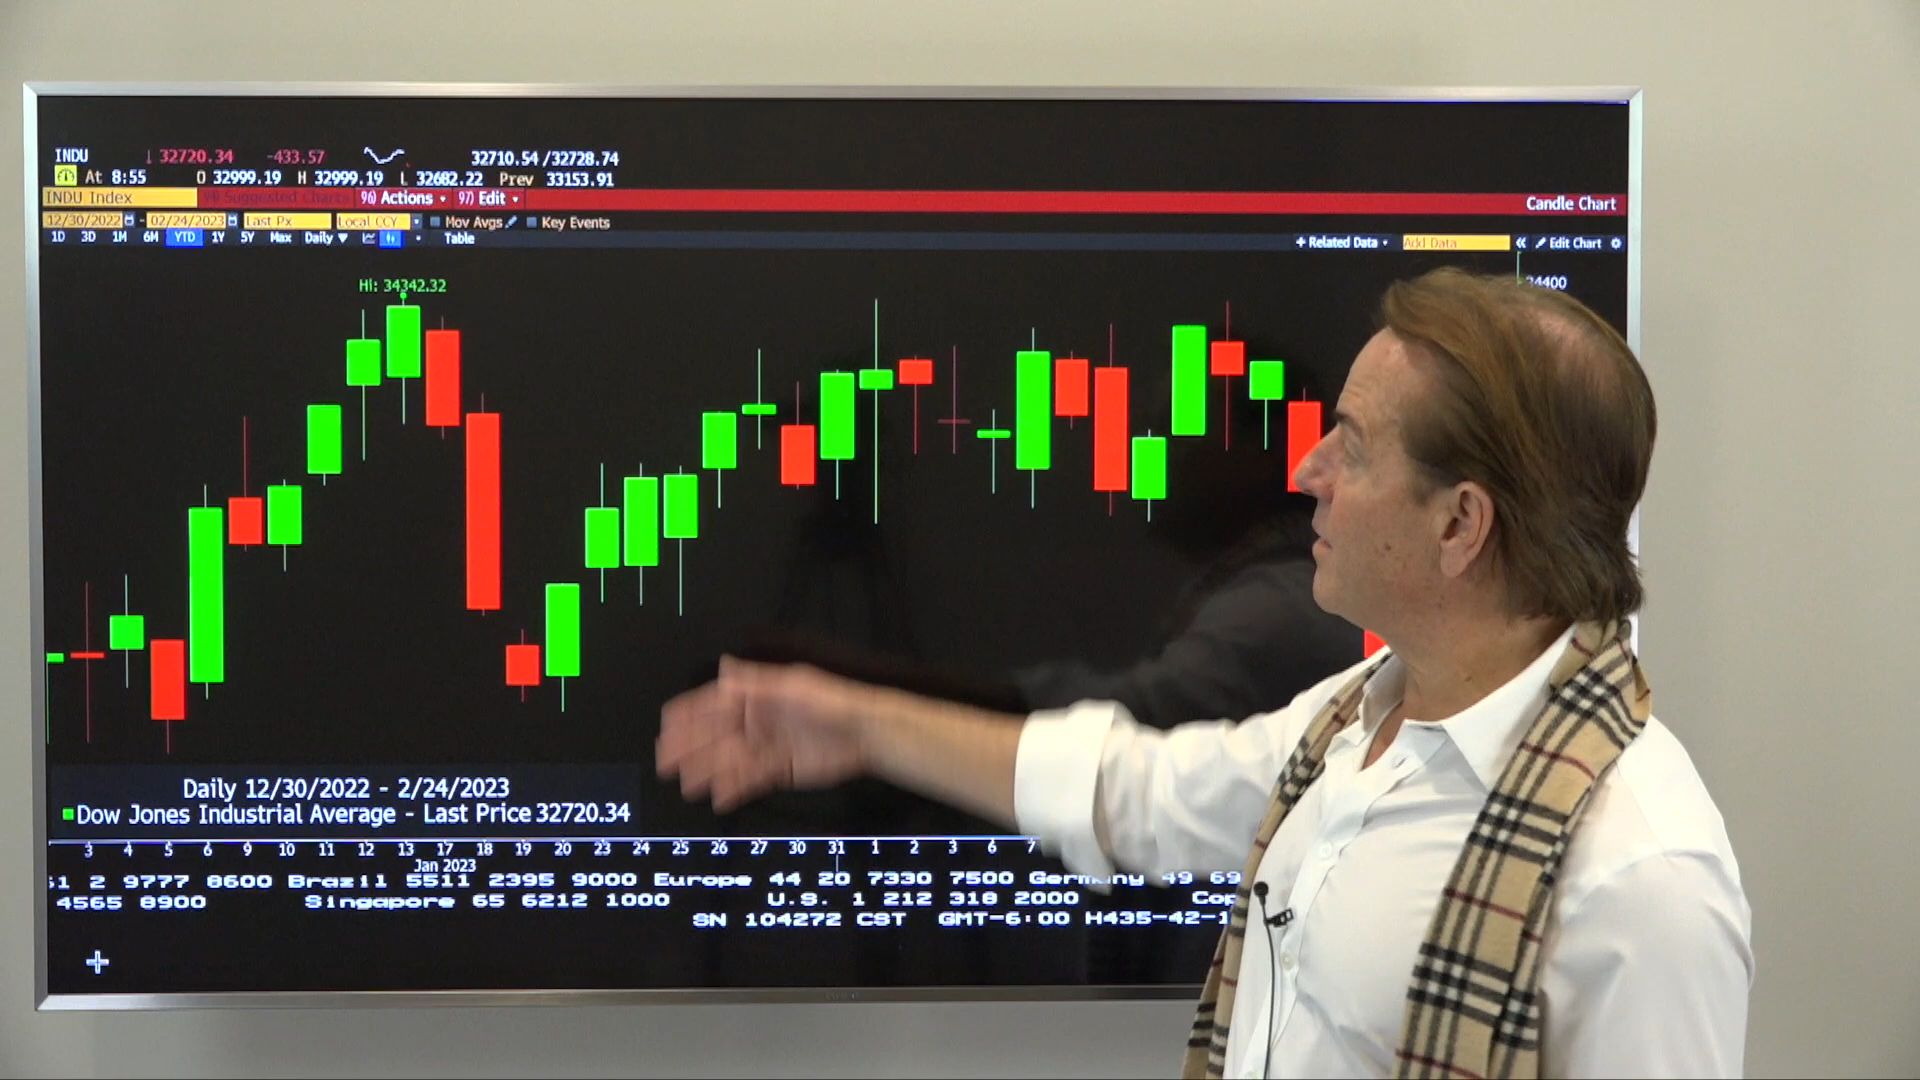 INDU ↓ 32720.34 -433.57 32710.54 /32728.74
At 8:55 O 32999.19 H 32999.19 L 32682.22 Prev 33153.91
INDU Index 96) Actions 97) Edit Candle Chart
12/30/2022 - 02/24/2023 Last Px Local CCY Mov Avgs Key Events
1D 3D 1M 6M YTD 1Y 5Y Max Daily ▼ Table + Related Data Add Data « Edit Chart
Hi: 34342.32
34400
Daily 12/30/2022 - 2/24/2023
Dow Jones Industrial Average - Last Price 32720.34
3 4 5 6 9 10 11 12 13 17 18 19 20 23 24 25 26 27 30 31 1 2 3 6 7
Jan 2023
2 9777 8600 Brazil 5511 2395 9000 Europe 44 20 7330 7500 Germany 49 69
4565 8900 Singapore 65 6212 1000 U.S. 1 212 318 2000
SN 104272 CST GMT-6:00 H435-42-1